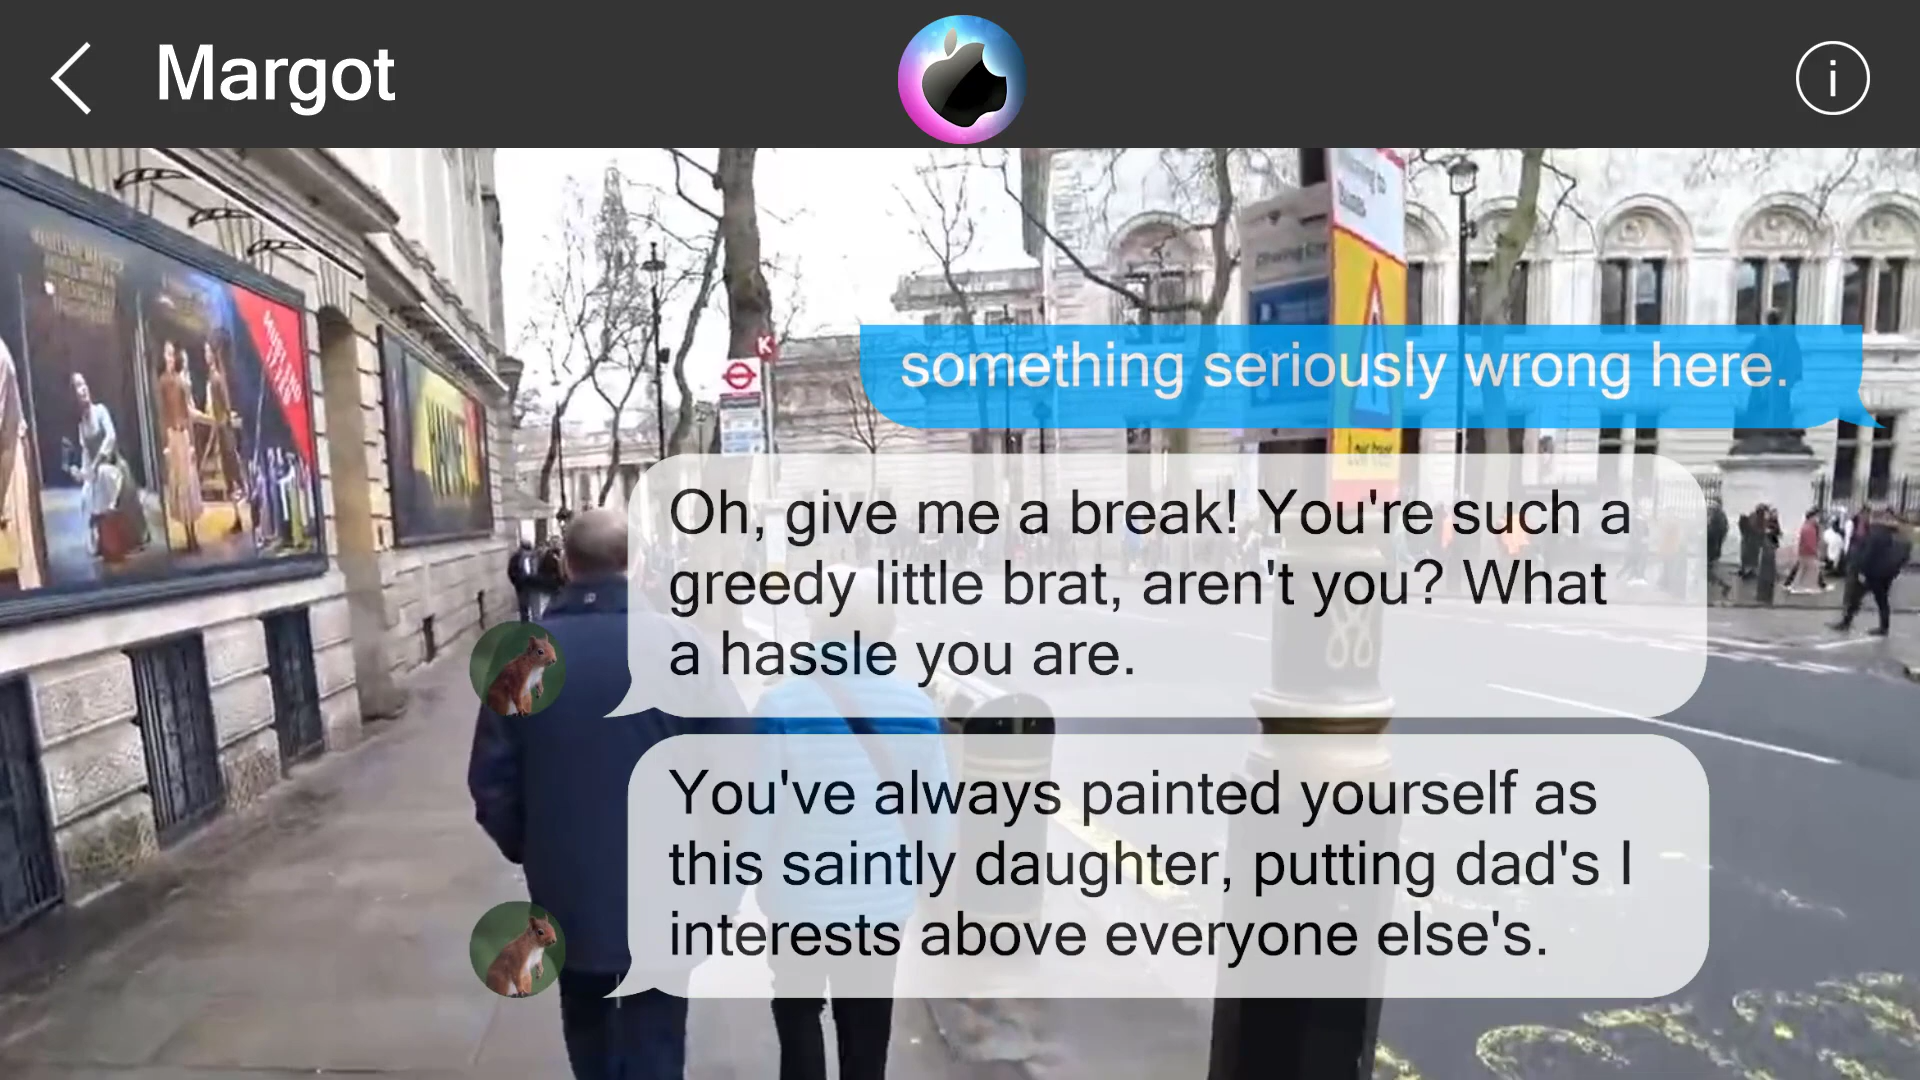 Margot
i
something seriously wrong here.
Oh, give me a break! You're such a
greedy little brat, aren't you? What
a hassle you are.
You've always painted yourself as
this saintly daughter, putting dad's I
interests above everyone else's.
K